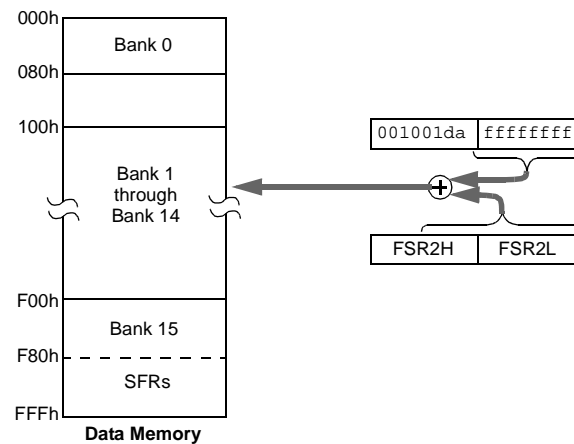 000h
Bank 0
080h
100h
001001da ffffffff
Bank 1
through
Bank 14
FSR2H FSR2L
F00h
Bank 15
F80h
SFRs
FFFh
Data Memory